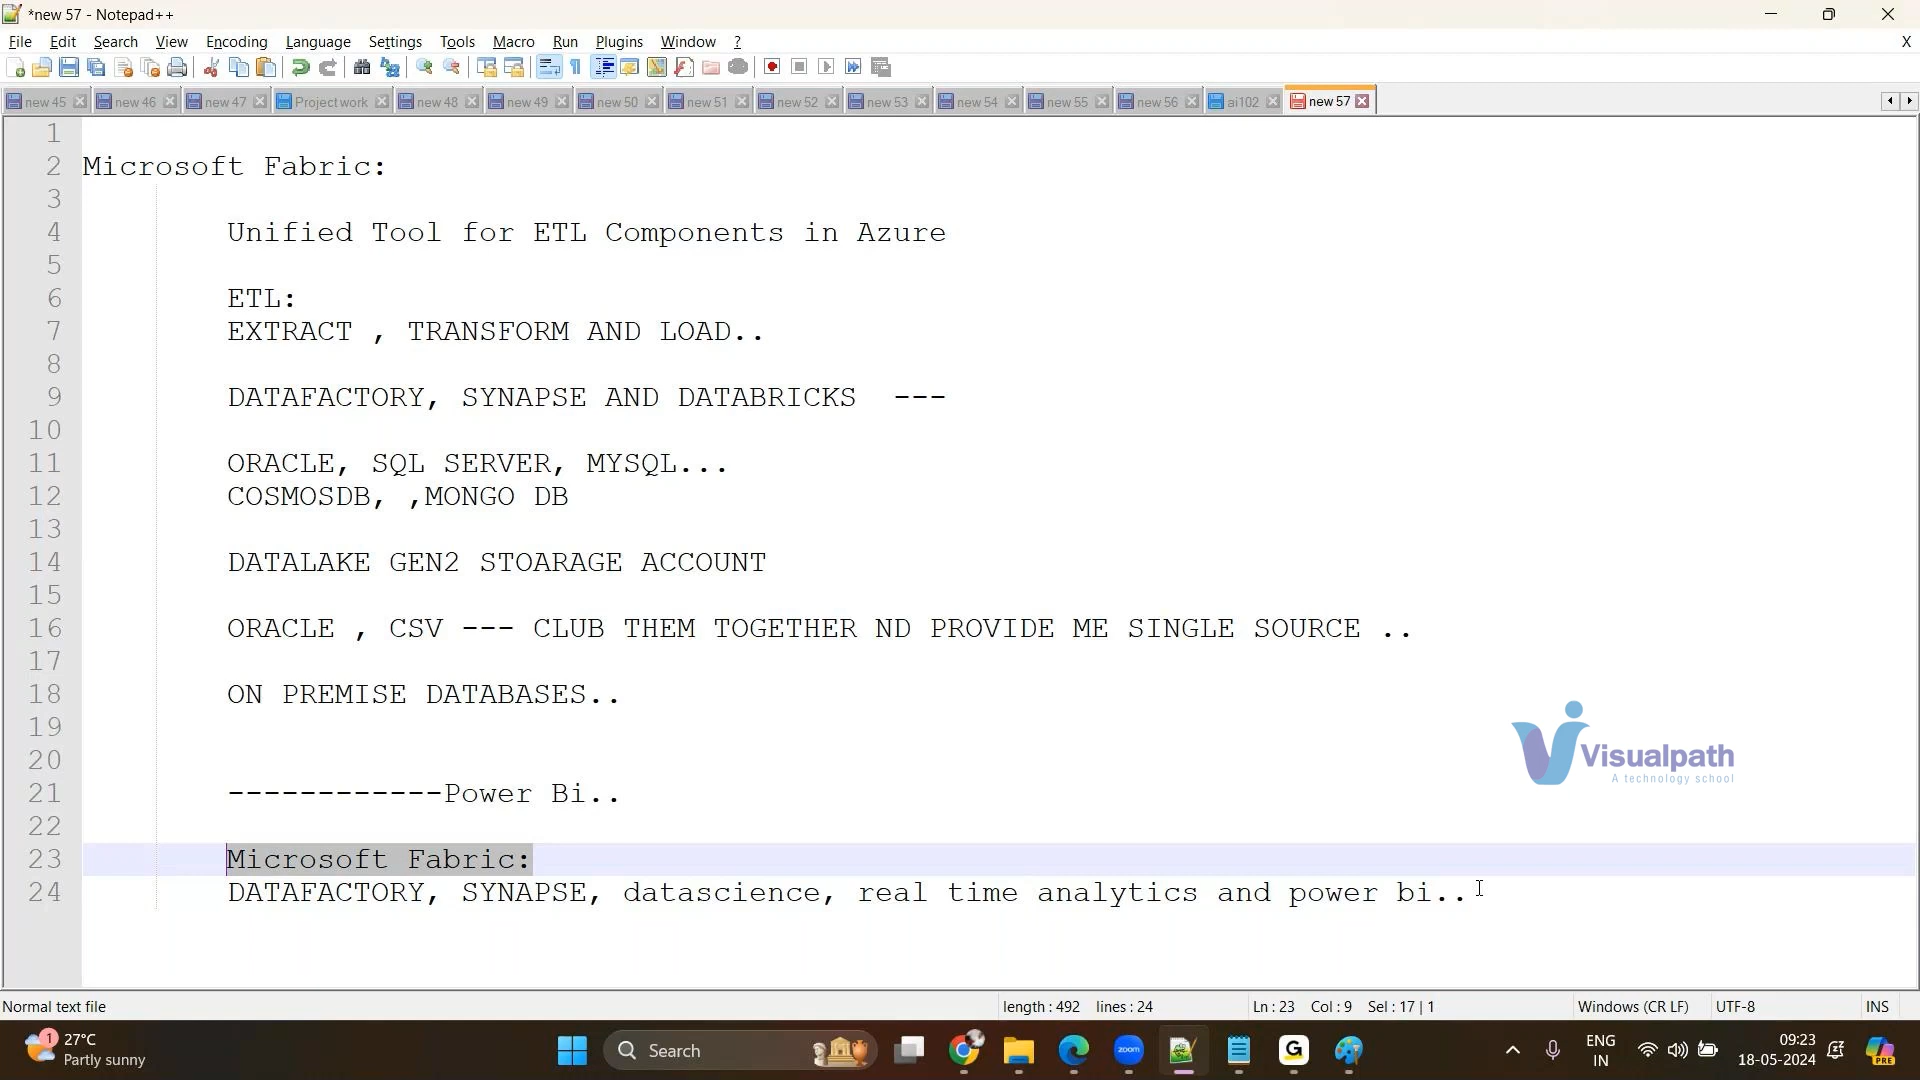 *new 57 - Notepad++
File Edit Search View Encoding Language Settings Tools Macro Run Plugins Window ?
X
new 45 new 46 new 47 Project work new 48 new 49 new 50 new 51 new 52 new 53 new 54 new 55 new 56 ai102 new 57
1
2 Microsoft Fabric:
3
4 Unified Tool for ETL Components in Azure
5
6 ETL:
7 EXTRACT , TRANSFORM AND LOAD..
8
9 DATAFACTORY, SYNAPSE AND DATABRICKS ---
10
11 ORACLE, SQL SERVER, MYSQL...
12 COSMOSDB, ,MONGO DB
13
14 DATALAKE GEN2 STOARAGE ACCOUNT
15
16 ORACLE , CSV --- CLUB THEM TOGETHER ND PROVIDE ME SINGLE SOURCE ..
17
18 ON PREMISE DATABASES..
19
20
21 ------------Power Bi..
22
23 Microsoft Fabric:
24 DATAFACTORY, SYNAPSE, datascience, real time analytics and power bi..
Visualpath
A technology school
Normal text file length : 492 lines : 24 Ln : 23 Col : 9 Sel : 17 | 1 Windows (CR LF) UTF-8 INS
1
27°C
Partly sunny
Search
zoom
G
ENG
IN
09:23
18-05-2024
PRE